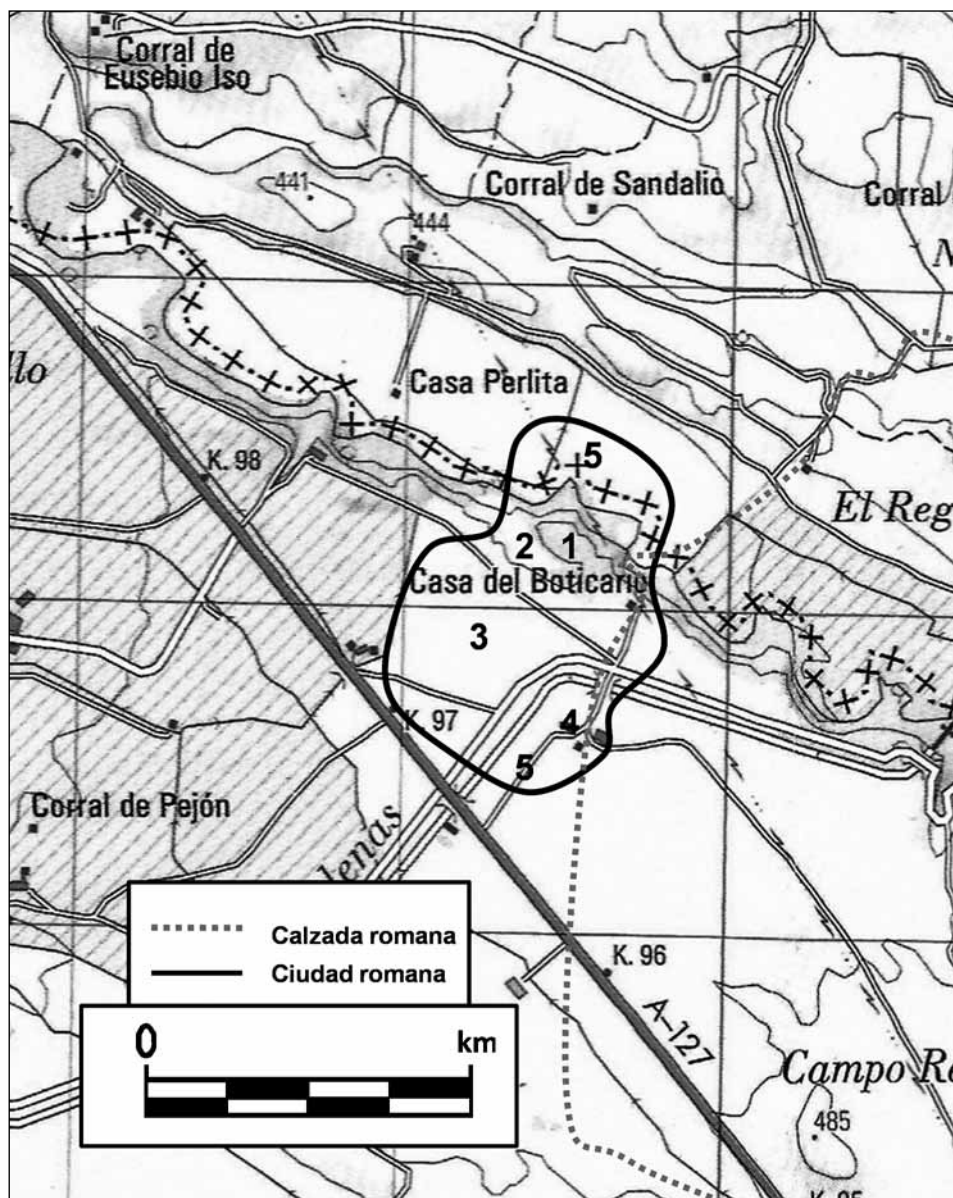 Corral de
Eusebio Iso
441
444
Corral de Sandalio
Corral
N
llo
Casa Perlita
K. 98
5
El Reg
2 1
Casa del Boticario
3
K. 97
4
5
Corral de Pejón
denas
Calzada romana
Ciudad romana
K. 96
A-127
0 km
Campo Re
485